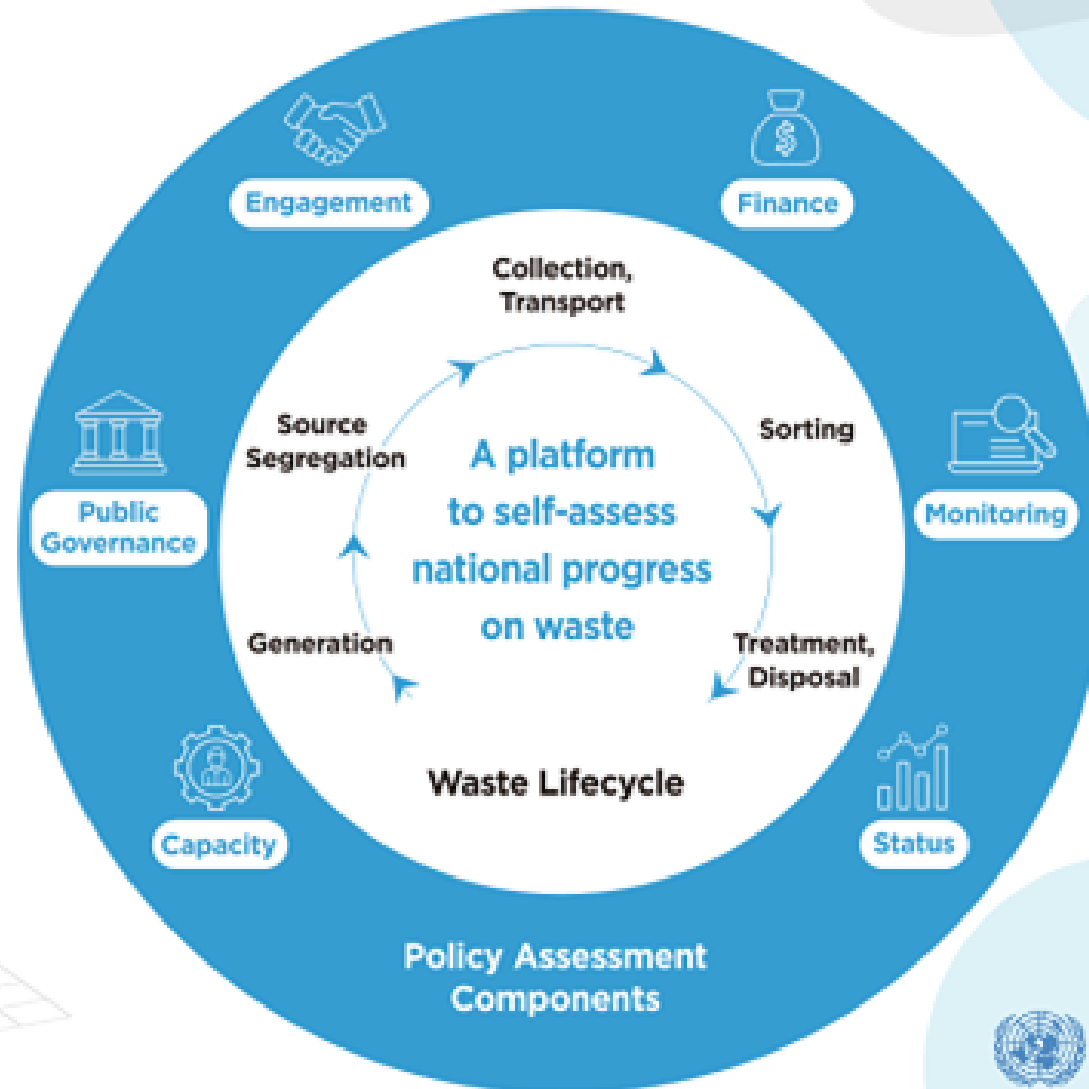 Engagement
Finance
Collection,
Transport
Source
Segregation
Sorting
A platform
to self-assess
national progress
on waste
Public
Governance
Monitoring
Generation
Treatment,
Disposal
Waste Lifecycle
Capacity
Status
Policy Assessment
Components
$